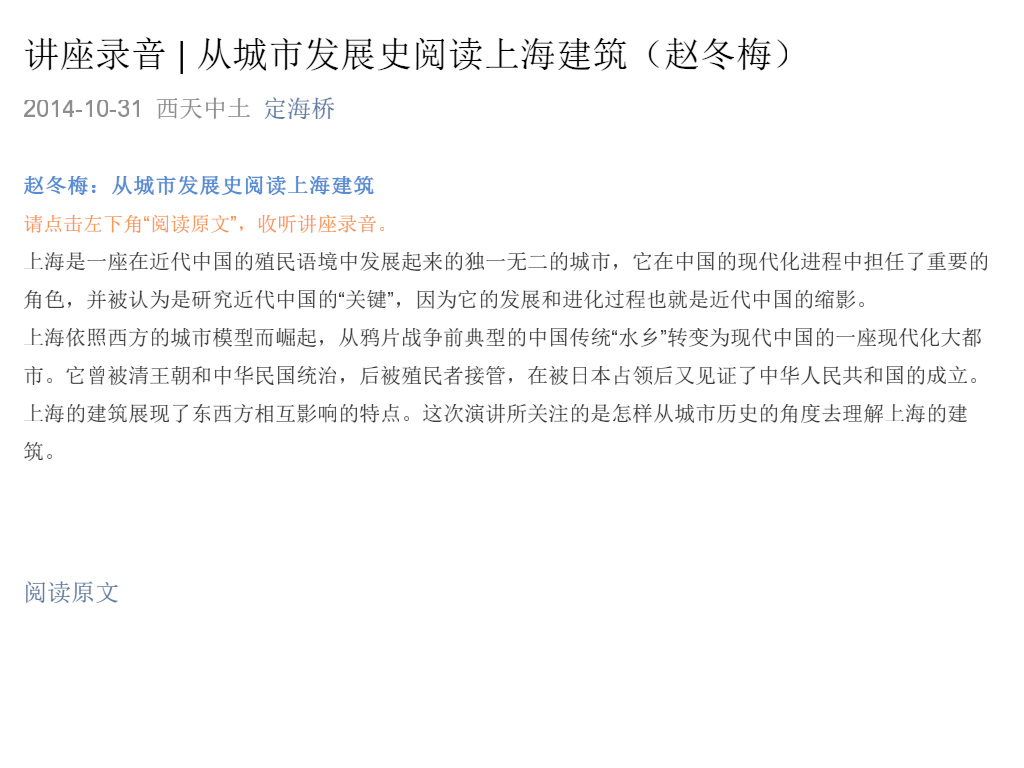 讲座录音 | 从城市发展史阅读上海建筑（赵冬梅）
2014-10-31 西天中土 定海桥
赵冬梅：从城市发展史阅读上海建筑
请点击左下角“阅读原文”，收听讲座录音。
上海是一座在近代中国的殖民语境中发展起来的独一无二的城市，它在中国的现代化进程中担任了重要的
角色，并被认为是研究近代中国的“关键”，因为它的发展和进化过程也就是近代中国的缩影。
上海依照西方的城市模型而崛起，从鸦片战争前典型的中国传统“水乡”转变为现代中国的一座现代化大都
市。它曾被清王朝和中华民国统治，后被殖民者接管，在被日本占领后又见证了中华人民共和国的成立。
上海的建筑展现了东西方相互影响的特点。这次演讲所关注的是怎样从城市历史的角度去理解上海的建
筑。
阅读原文